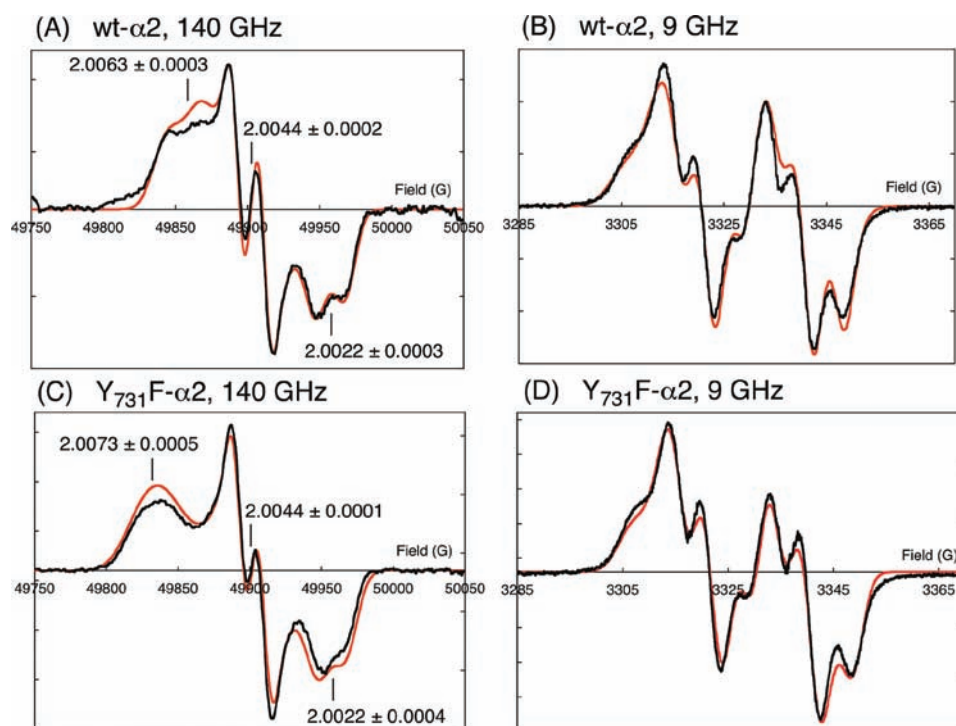 (A) wt-α2, 140 GHz
2.0063 ± 0.0003
2.0044 ± 0.0002
Field (G)
49750 49800 49850 49900 49950 50000 50050
2.0022 ± 0.0003
(B) wt-α2, 9 GHz
Field (G)
3285 3305 3325 3345 3365
(C) Y731F-α2, 140 GHz
2.0073 ± 0.0005
2.0044 ± 0.0001
Field (G)
49750 49800 49850 49900 49950 50000 50050
2.0022 ± 0.0004
(D) Y731F-α2, 9 GHz
Field (G)
3285 3305 3325 3345 3365